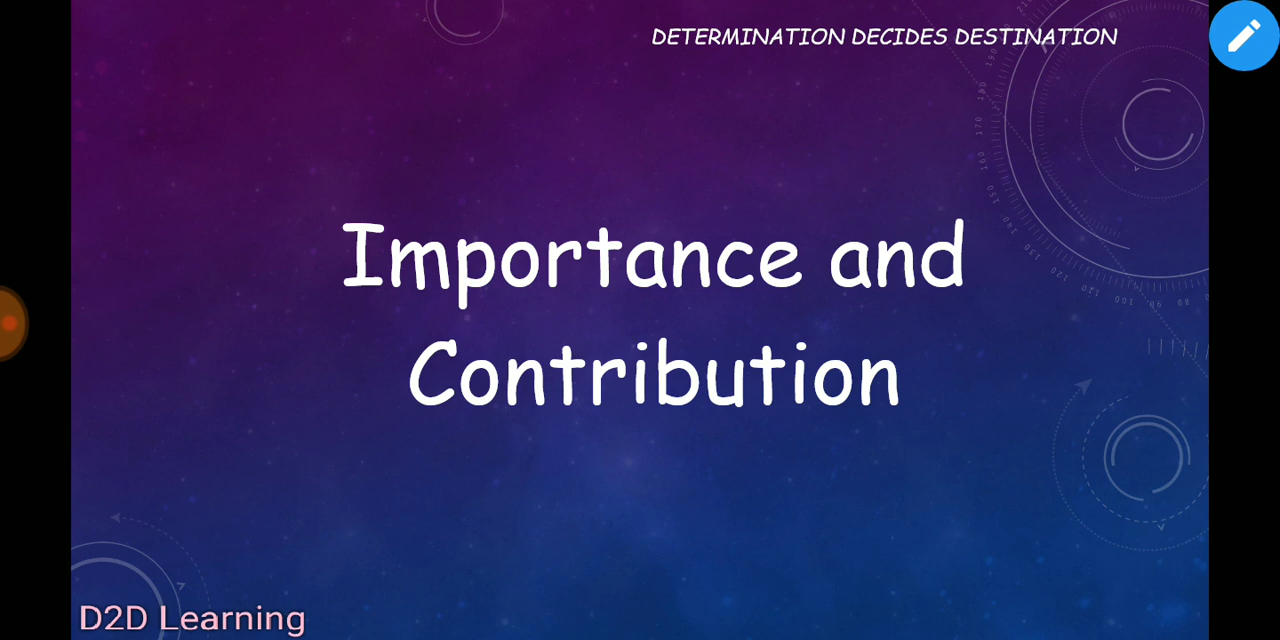 DETERMINATION DECIDES DESTINATION
Importance and
Contribution
D2D Learning